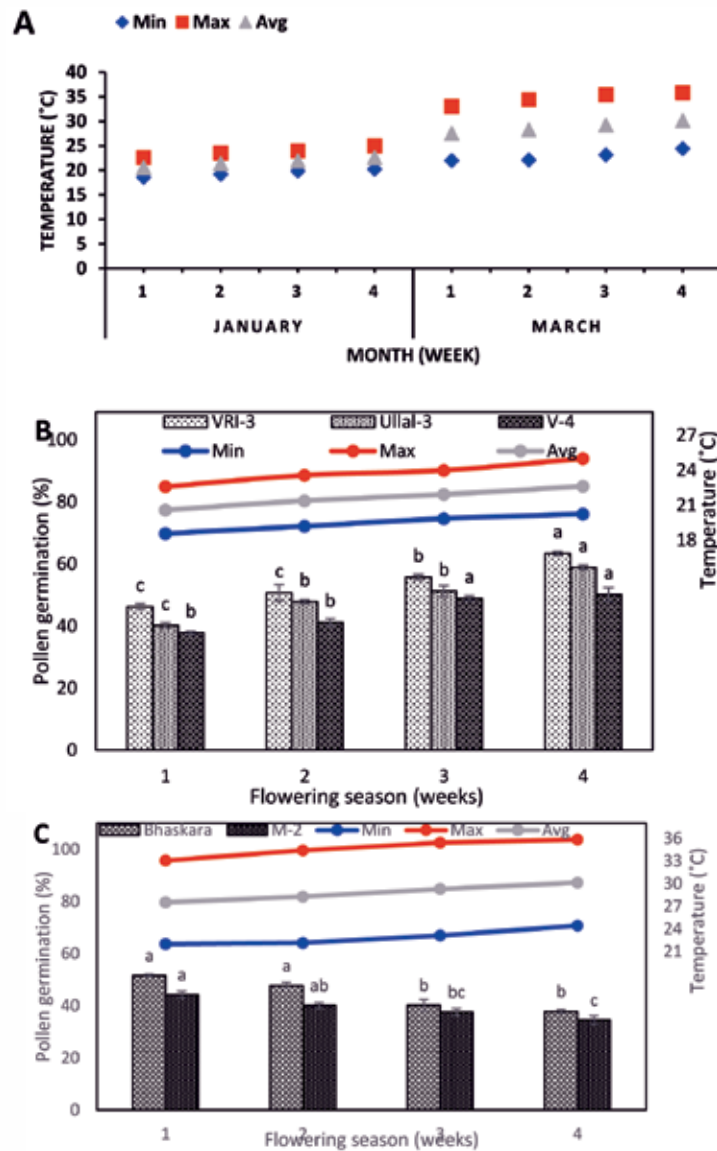 A
Min Max Avg
TEMPERATURE (°C)
40
35
30
25
20
15
10
5
0
1 2 3 4 1 2 3 4
JANUARY MARCH
MONTH (WEEK)
B
VRI-3 Ullal-3 V-4
Min Max Avg
Pollen germination (%)
100
80
60
40
20
0
27
24
21
18
Temperature (°C)
c c b c b b b b a a a a
1 2 3 4
Flowering season (weeks)
C
Bhaskara M-2 Min Max Avg
Pollen germination (%)
100
80
60
40
20
0
36
33
30
27
24
21
Temperature (°C)
a a a ab b bc b c
1 2 3 4
Flowering season (weeks)